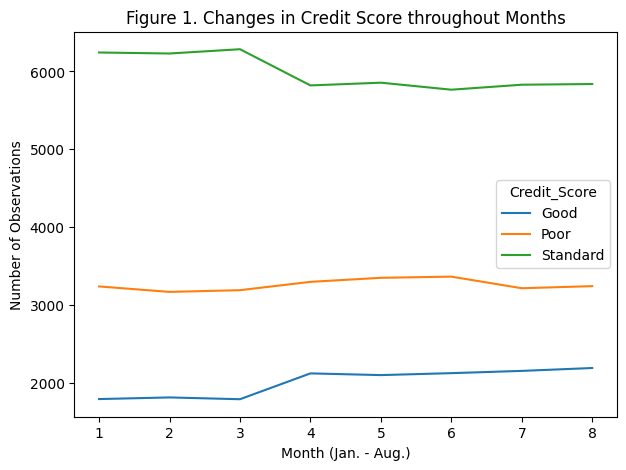 Figure 1. Changes in Credit Score throughout Months
6000
5000
4000
3000
2000
Number of Observations
Credit_Score
Good
Poor
Standard
1 2 3 4 5 6 7 8
Month (Jan. - Aug.)